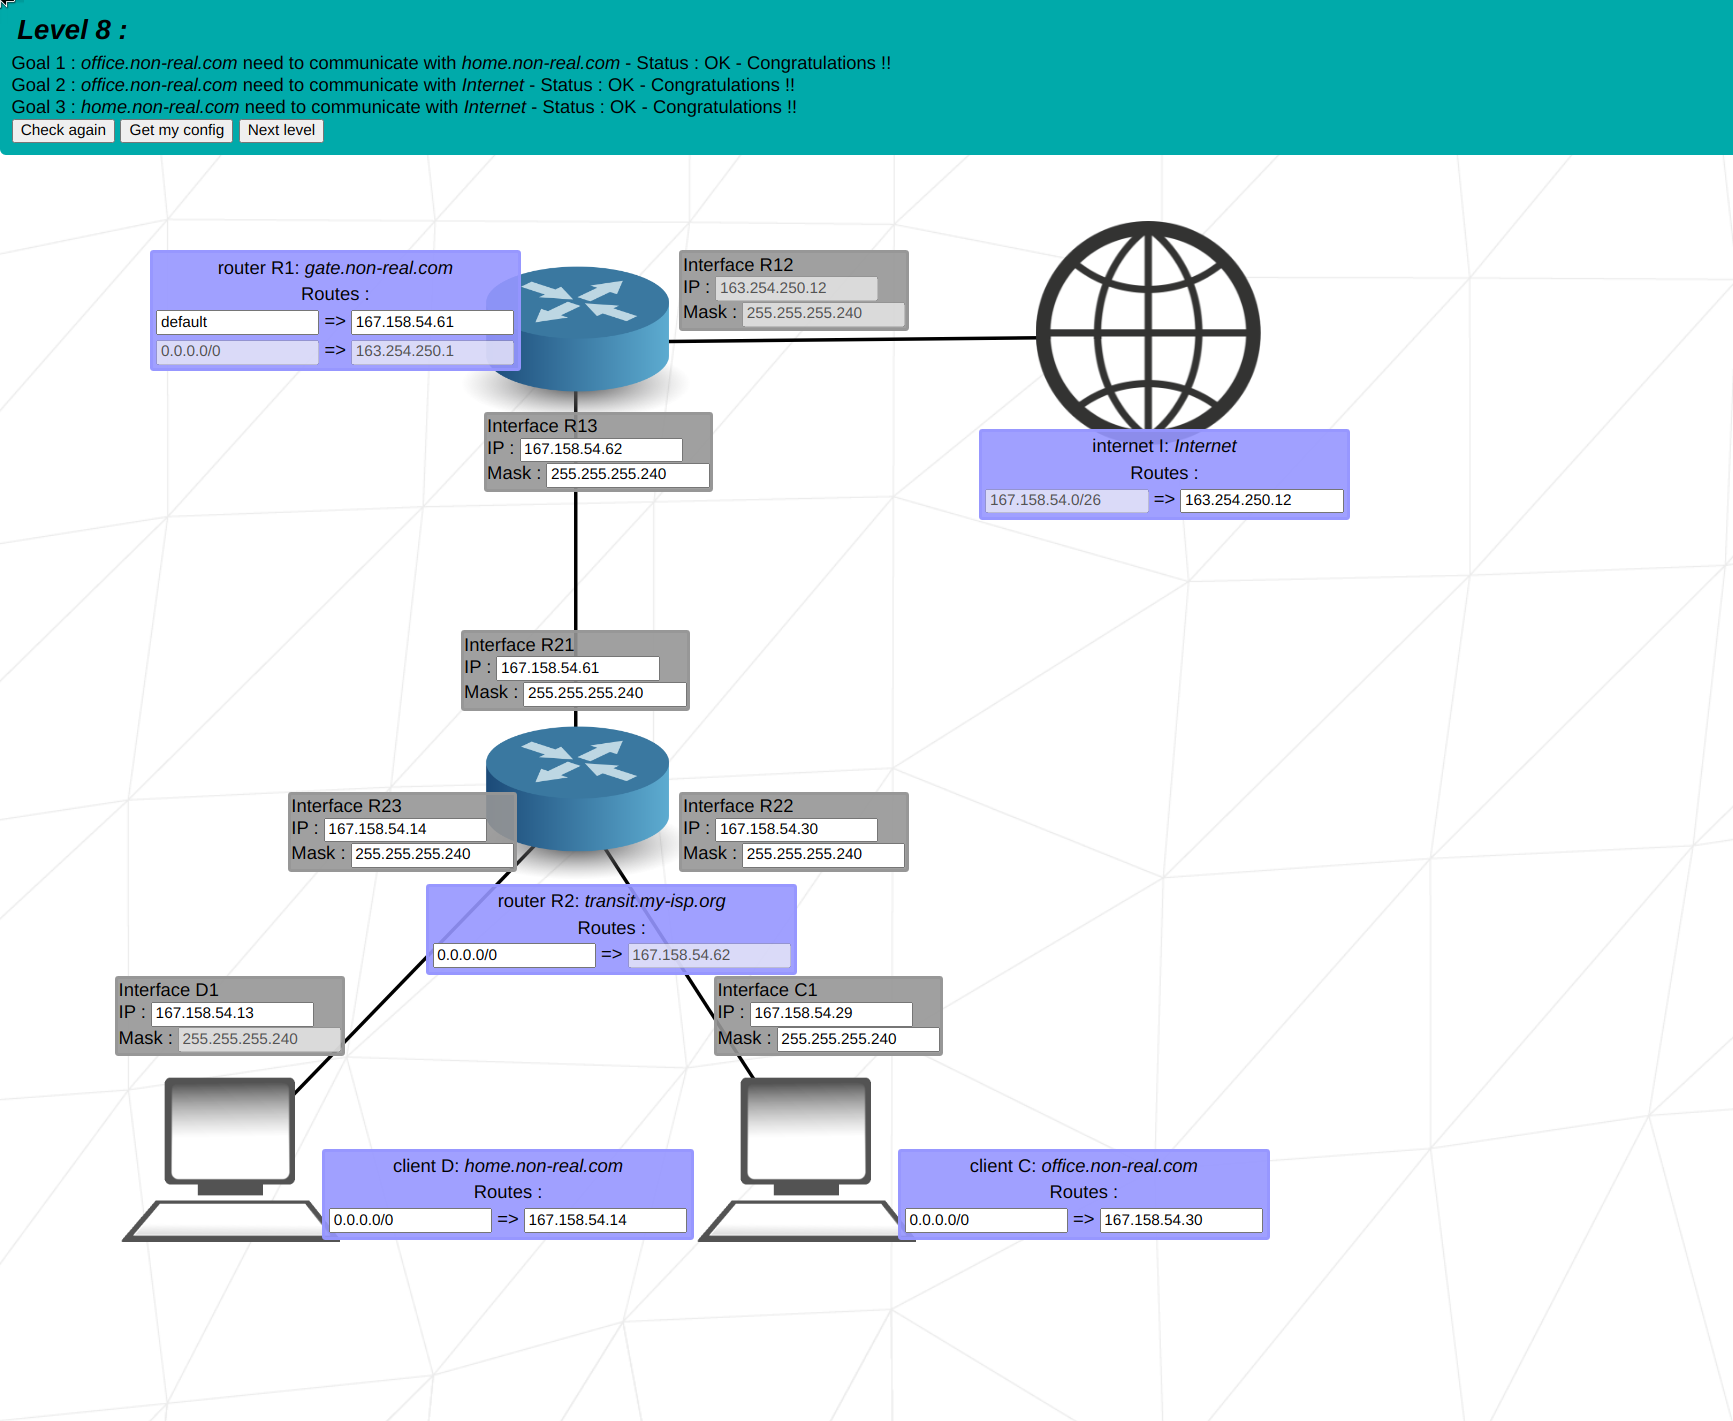 Level 8 :
Goal 1 : office.non-real.com need to communicate with home.non-real.com - Status : OK - Congratulations !!
Goal 2 : office.non-real.com need to communicate with Internet - Status : OK - Congratulations !!
Goal 3 : home.non-real.com need to communicate with Internet - Status : OK - Congratulations !!
Check again Get my config Next level
router R1: gate.non-real.com
Routes :
default => 167.158.54.61
0.0.0.0/0 => 163.254.250.1
Interface R12
IP : 163.254.250.12
Mask : 255.255.255.240
Interface R13
IP : 167.158.54.62
Mask : 255.255.255.240
internet I: Internet
Routes :
167.158.54.0/26 => 163.254.250.12
Interface R21
IP : 167.158.54.61
Mask : 255.255.255.240
Interface R23
IP : 167.158.54.14
Mask : 255.255.255.240
Interface R22
IP : 167.158.54.30
Mask : 255.255.255.240
router R2: transit.my-isp.org
Routes :
0.0.0.0/0 => 167.158.54.62
Interface D1
IP : 167.158.54.13
Mask : 255.255.255.240
Interface C1
IP : 167.158.54.29
Mask : 255.255.255.240
client D: home.non-real.com
Routes :
0.0.0.0/0 => 167.158.54.14
client C: office.non-real.com
Routes :
0.0.0.0/0 => 167.158.54.30